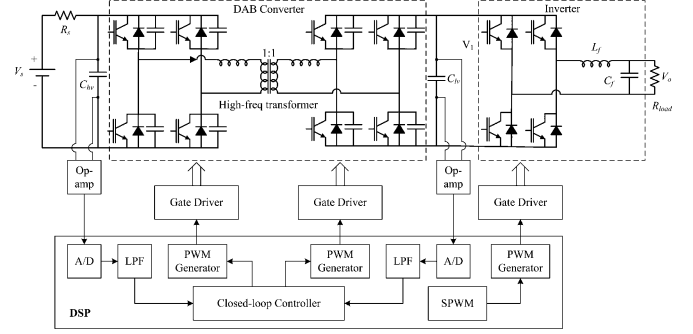 DAB Converter
Inverter
Rs
Vs
+
-
Chv
1:1
High-freq transformer
V1
Clv
Lf
Cf
Vo
Rload
Op-amp
Gate Driver
Gate Driver
Op-amp
Gate Driver
A/D
LPF
PWM Generator
PWM Generator
LPF
A/D
PWM Generator
Closed-loop Controller
SPWM
DSP